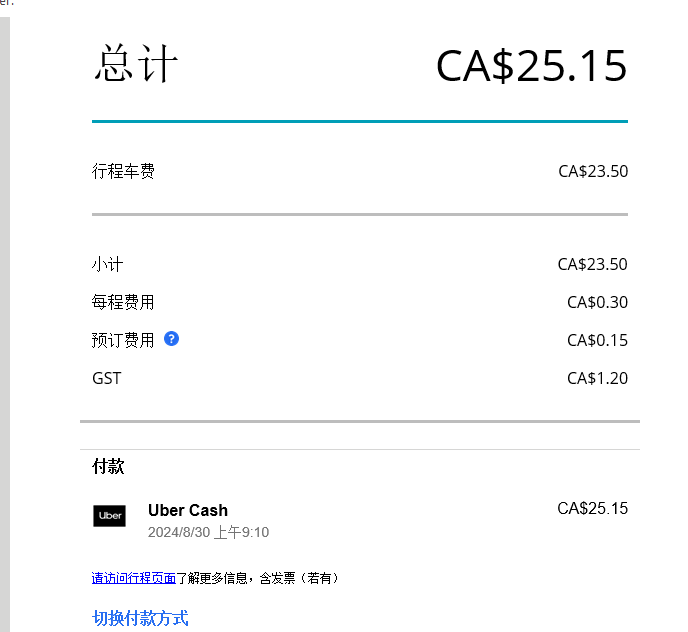 er.
总计 CA$25.15
行程车费 CA$23.50
小计 CA$23.50
每程费用 CA$0.30
预订费用 ? CA$0.15
GST CA$1.20
付款
Uber Uber Cash CA$25.15
2024/8/30 上午9:10
请访问行程页面了解更多信息，含发票（若有）
切换付款方式